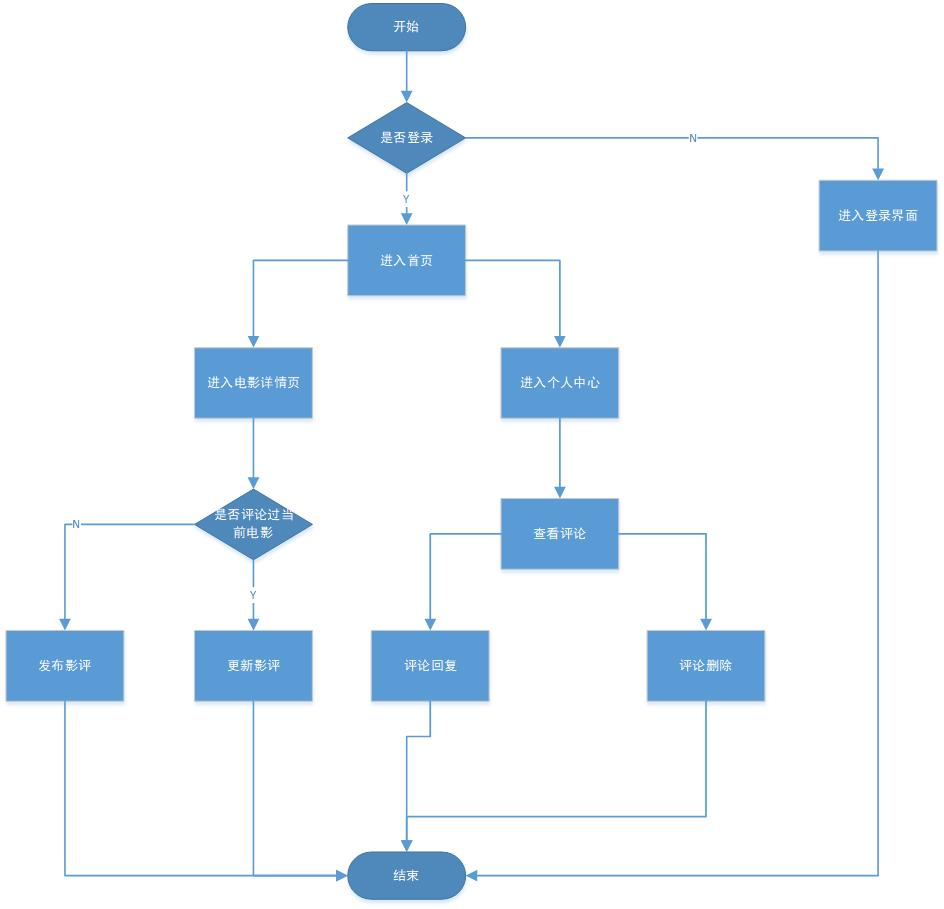 开始
是否登录
N
Y
进入登录界面
进入首页
进入电影详情页
进入个人中心
是否评论过当
前电影
N
查看评论
Y
发布影评
更新影评
评论回复
评论删除
结束